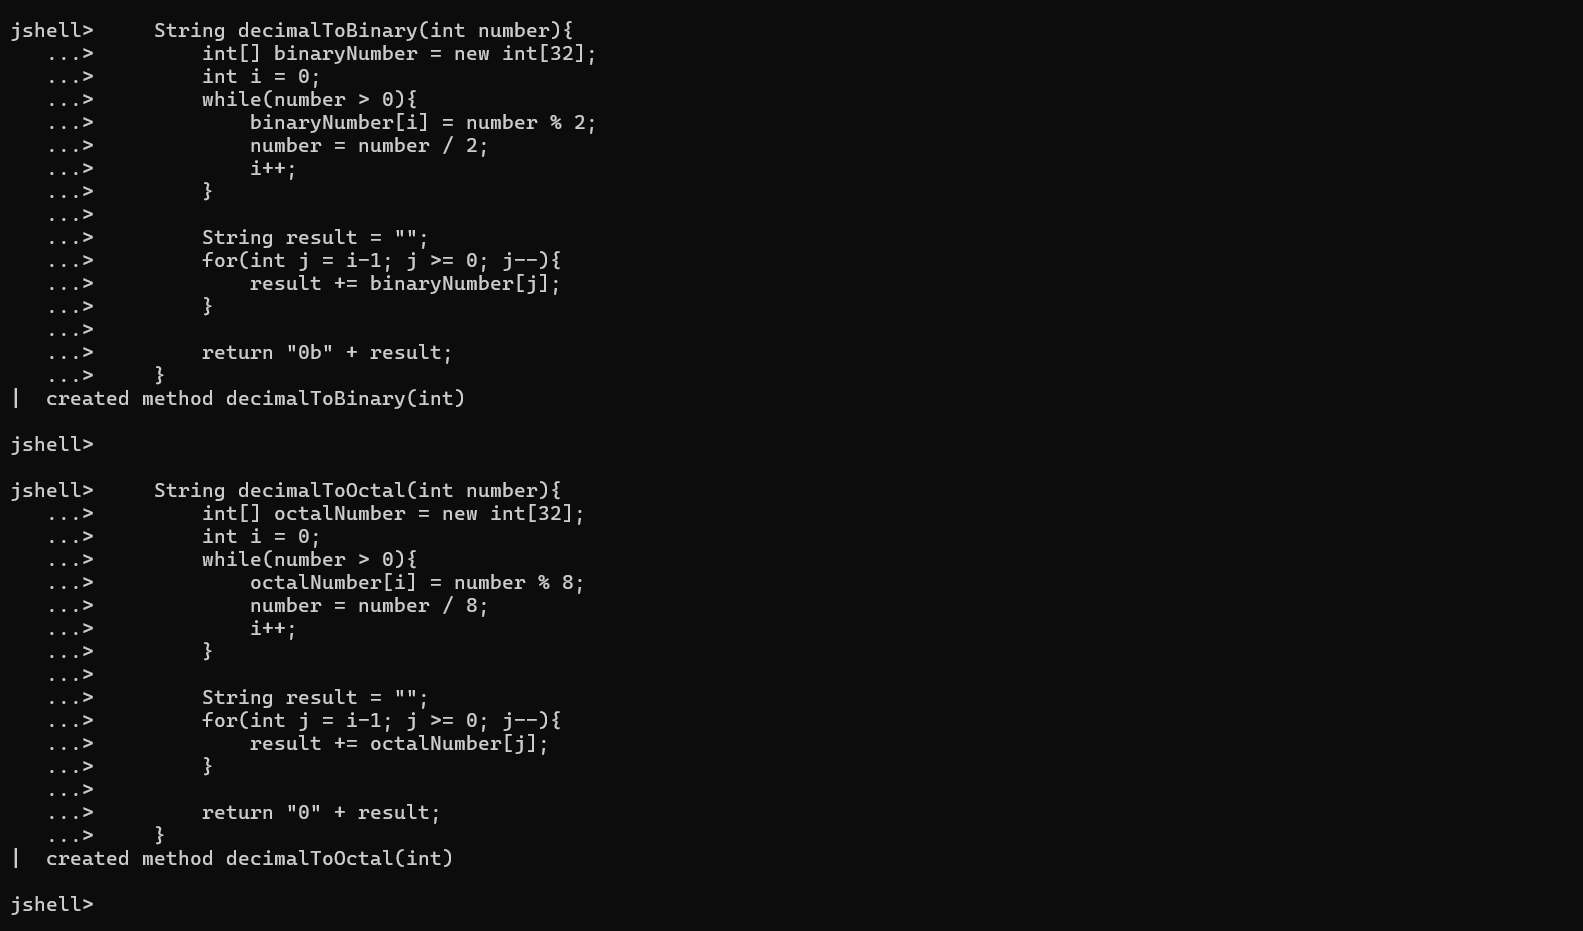 jshell>     String decimalToBinary(int number){
   ...>         int[] binaryNumber = new int[32];
   ...>         int i = 0;
   ...>         while(number > 0){
   ...>             binaryNumber[i] = number % 2;
   ...>             number = number / 2;
   ...>             i++;
   ...>         }
   ...>
   ...>         String result = "";
   ...>         for(int j = i-1; j >= 0; j--){
   ...>             result += binaryNumber[j];
   ...>         }
   ...>
   ...>         return "0b" + result;
   ...>     }
|  created method decimalToBinary(int)

jshell>

jshell>     String decimalToOctal(int number){
   ...>         int[] octalNumber = new int[32];
   ...>         int i = 0;
   ...>         while(number > 0){
   ...>             octalNumber[i] = number % 8;
   ...>             number = number / 8;
   ...>             i++;
   ...>         }
   ...>
   ...>         String result = "";
   ...>         for(int j = i-1; j >= 0; j--){
   ...>             result += octalNumber[j];
   ...>         }
   ...>
   ...>         return "0" + result;
   ...>     }
|  created method decimalToOctal(int)

jshell>